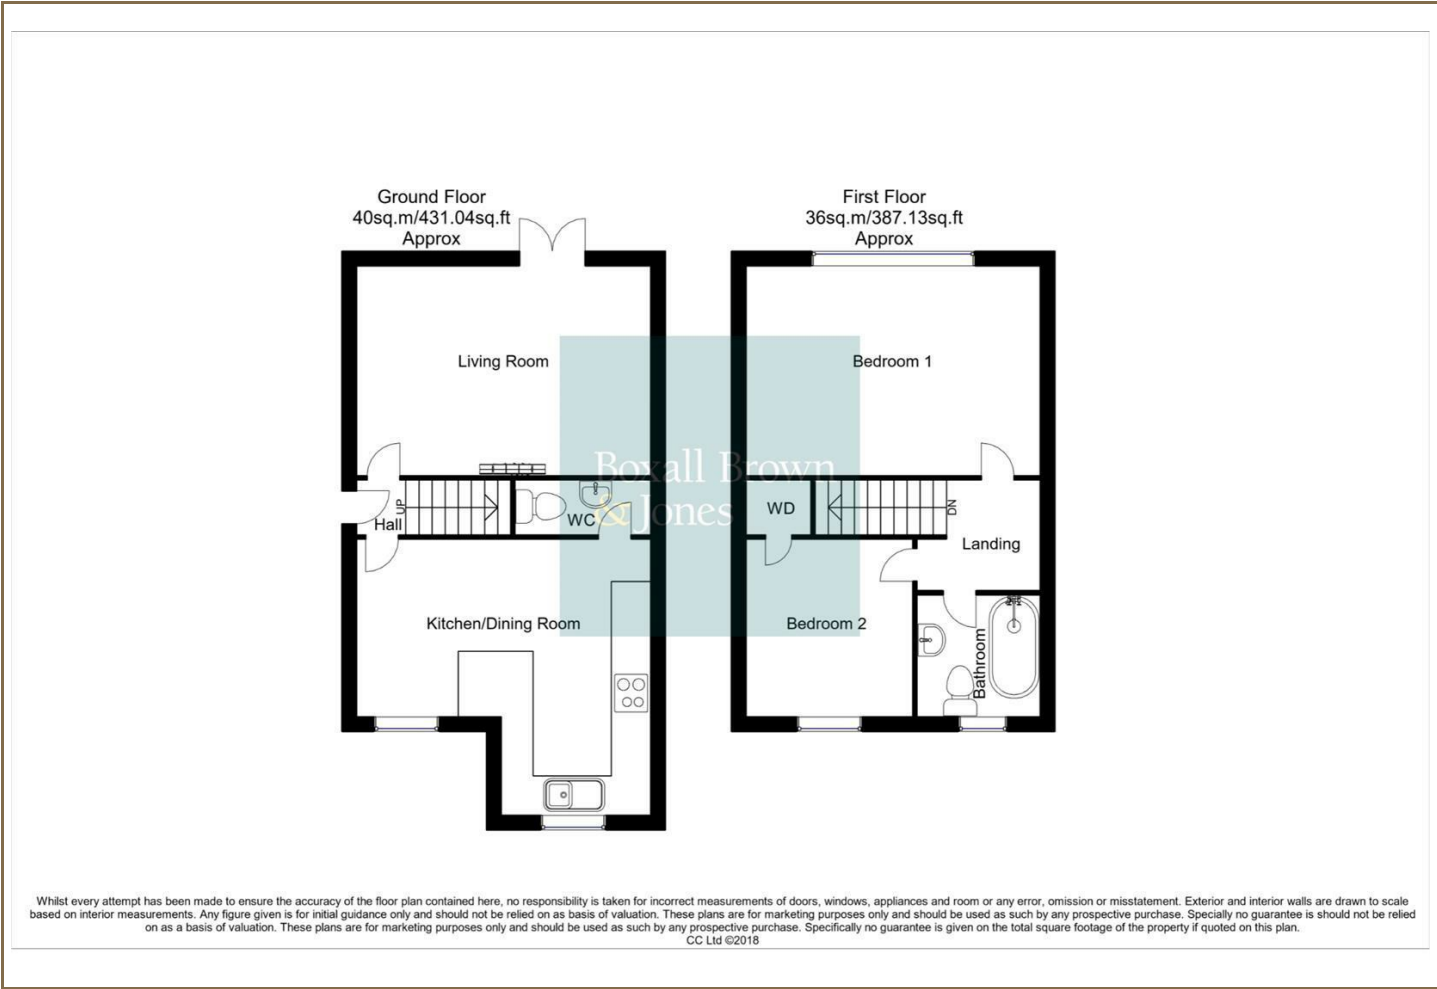 Ground Floor
40sq.m/431.04sq.ft
Approx
First Floor
36sq.m/387.13sq.ft
Approx
Living Room
Bedroom 1
Boxall Brown
& Jones
UP
Hall
WC
WD
DN
Landing
Kitchen/Dining Room
Bedroom 2
Bathroom
Whilst every attempt has been made to ensure the accuracy of the floor plan contained here, no responsibility is taken for incorrect measurements of doors, windows, appliances and room or any error, omission or misstatement. Exterior and interior walls are drawn to scale
based on interior measurements. Any figure given is for initial guidance only and should not be relied on as basis of valuation. These plans are for marketing purposes only and should be used as such by any prospective purchase. Specially no guarantee is should not be relied
on as a basis of valuation. These plans are for marketing purposes only and should be used as such by any prospective purchase. Specifically no guarantee is given on the total square footage of the property if quoted on this plan.
CC Ltd ©2018